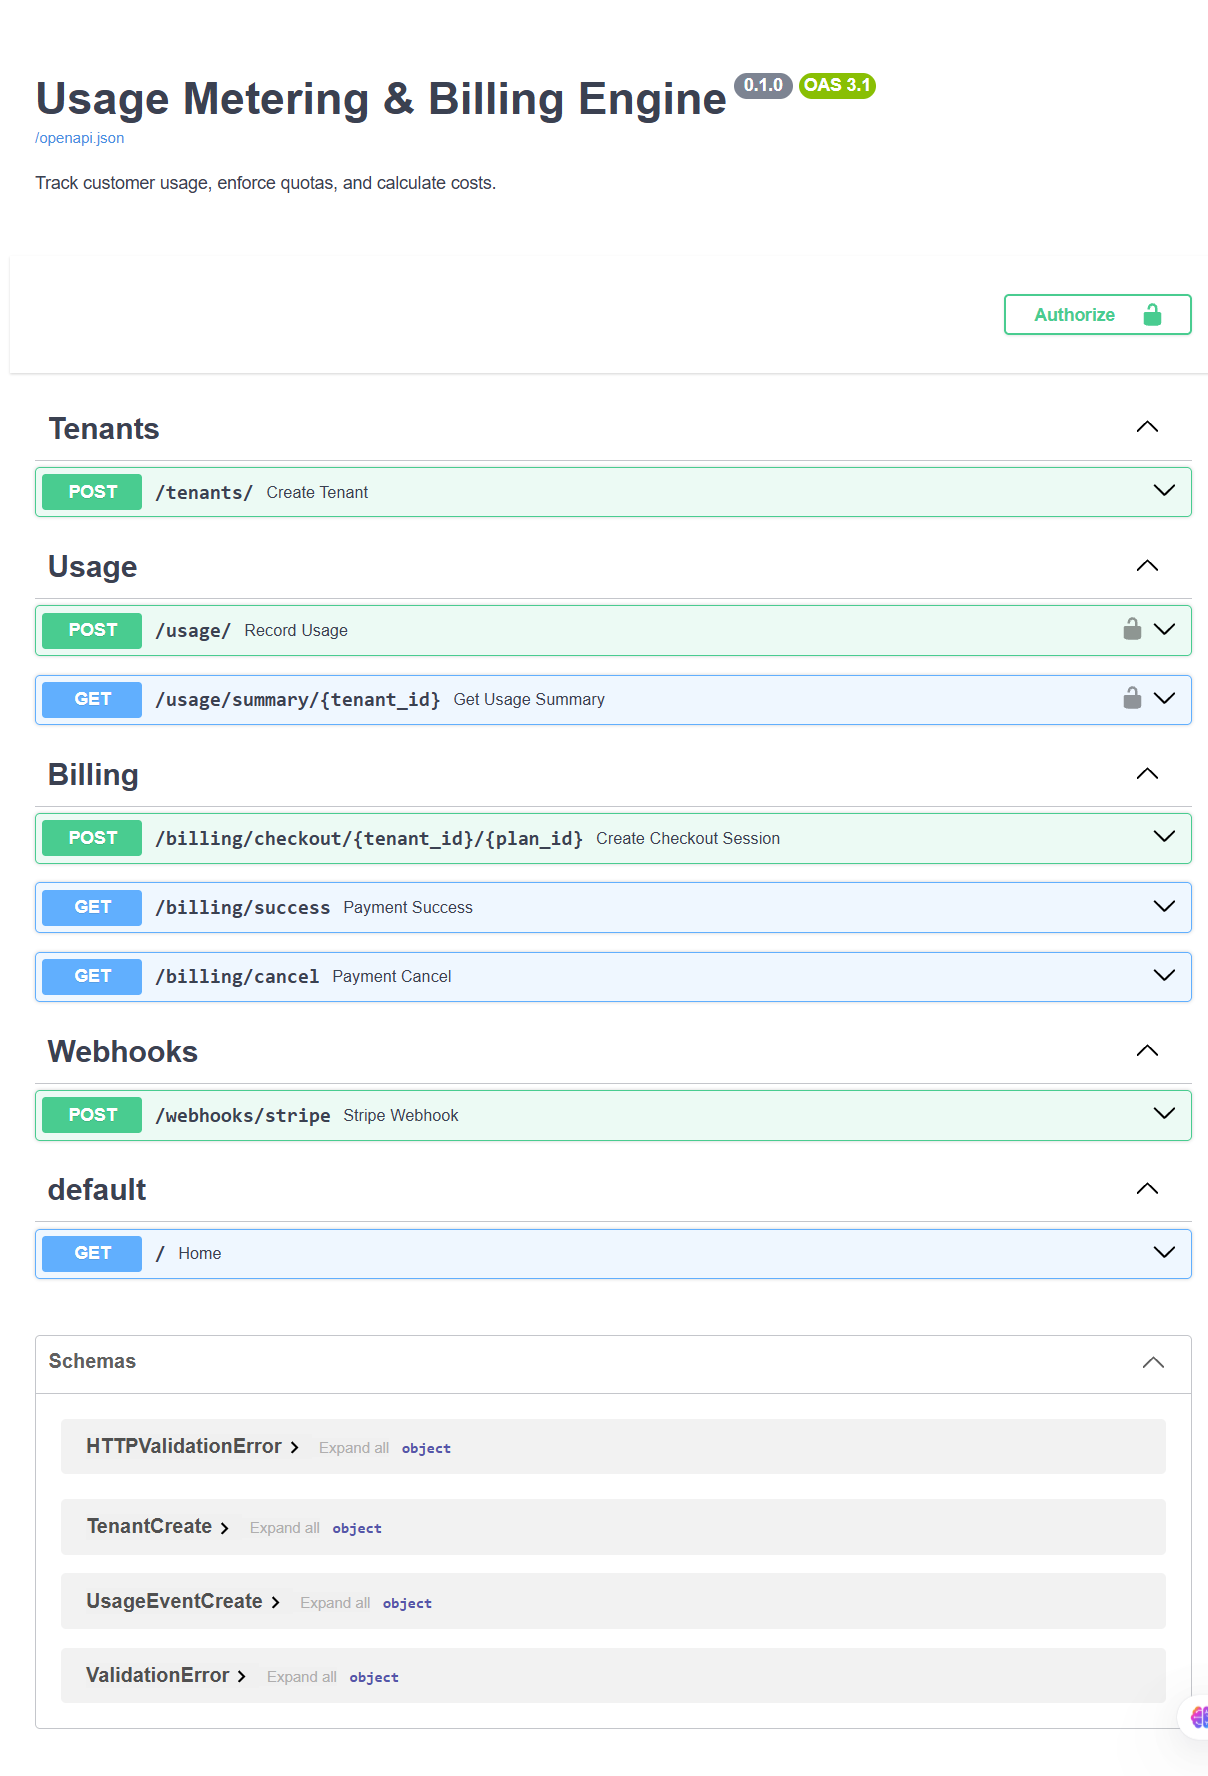 Usage Metering & Billing Engine 0.1.0 OAS 3.1
/openapi.json
Track customer usage, enforce quotas, and calculate costs.
Authorize
Tenants
POST /tenants/ Create Tenant
Usage
POST /usage/ Record Usage
GET /usage/summary/{tenant_id} Get Usage Summary
Billing
POST /billing/checkout/{tenant_id}/{plan_id} Create Checkout Session
GET /billing/success Payment Success
GET /billing/cancel Payment Cancel
Webhooks
POST /webhooks/stripe Stripe Webhook
default
GET / Home
Schemas
HTTPValidationError Expand all object
TenantCreate Expand all object
UsageEventCreate Expand all object
ValidationError Expand all object